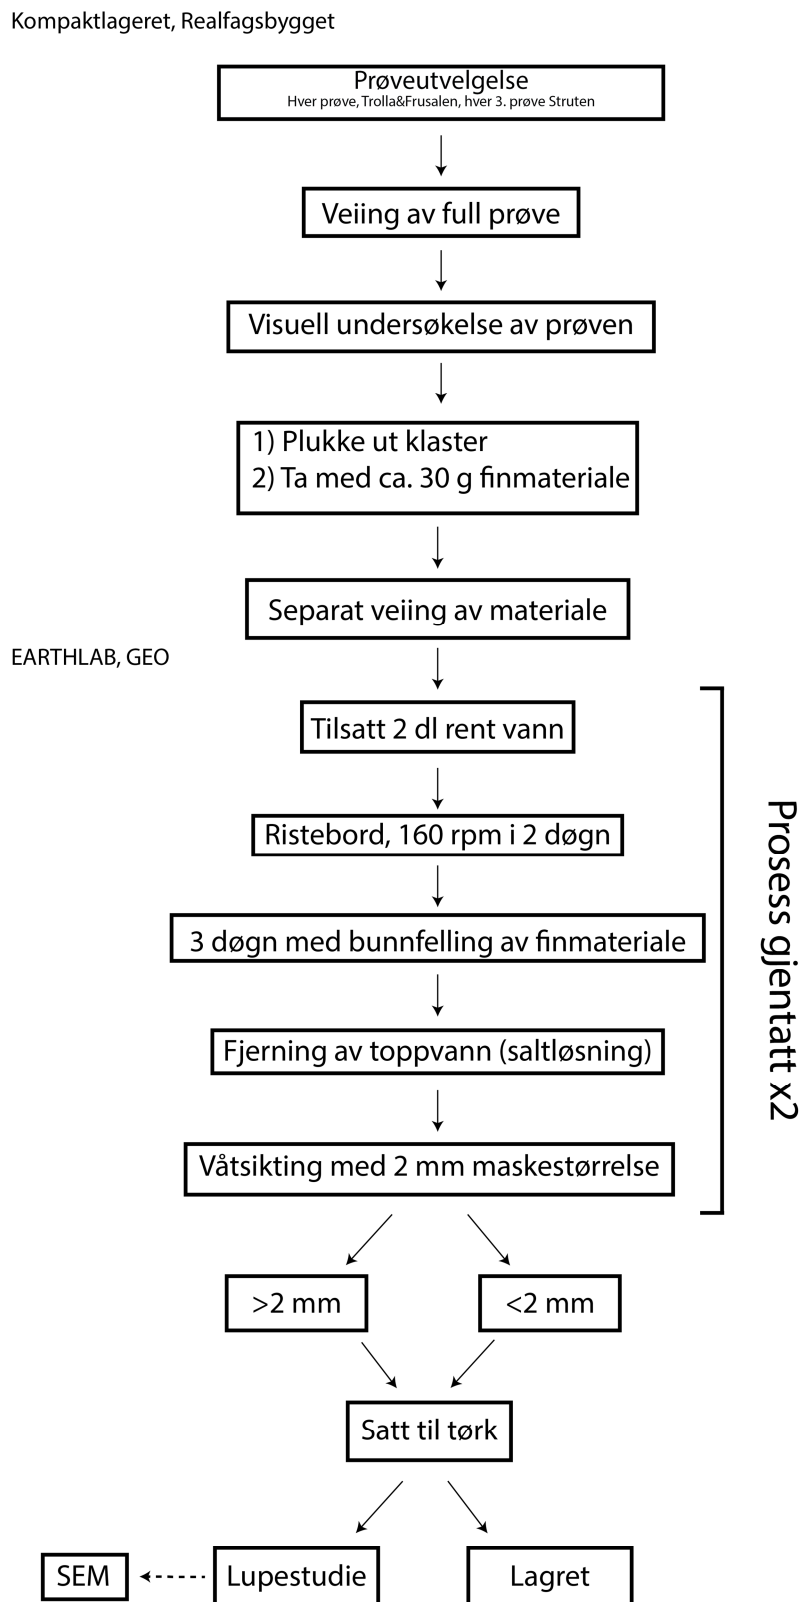 Kompaktlageret, Realfagsbygget
Prøveutvelgelse
Hver prøve, Trolla&Frusalen, hver 3. prøve Struten
Veiing av full prøve
Visuell undersøkelse av prøven
1) Plukke ut klaster
2) Ta med ca. 30 g finmateriale
Separat veiing av materiale
EARTHLAB, GEO
Tilsatt 2 dl rent vann
Ristebord, 160 rpm i 2 døgn
3 døgn med bunnfelling av finmateriale
Fjerning av toppvann (saltløsning)
Våtsikting med 2 mm maskestørrelse
Prosess gjentatt x2
>2 mm
<2 mm
Satt til tørk
SEM
Lupestudie
Lagret